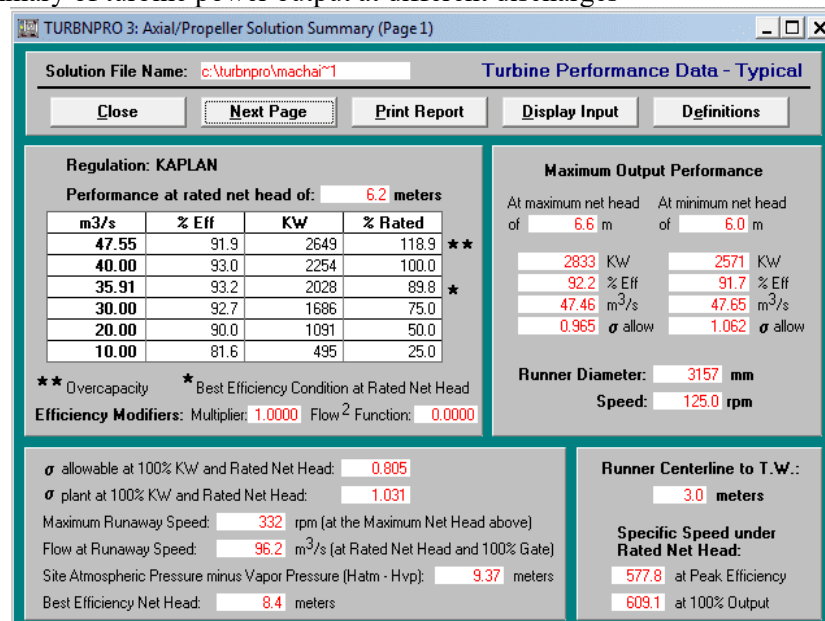 mary of turbine power output at different discharges
TURBNPRO 3: Axial/Propeller Solution Summary (Page 1)
Solution File Name: c:\turbnpro\machai~1 Turbine Performance Data - Typical
Close Next Page Print Report Display Input Definitions
Regulation: KAPLAN
Performance at rated net head of: 6.2 meters
m3/s % Eff KW % Rated
47.55 91.9 2649 118.9 **
40.00 93.0 2254 100.0
35.91 93.2 2028 89.8 *
30.00 92.7 1686 75.0
20.00 90.0 1091 50.0
10.00 81.6 495 25.0
** Overcapacity * Best Efficiency Condition at Rated Net Head
Efficiency Modifiers: Multiplier: 1.0000 Flow 2 Function: 0.0000
Maximum Output Performance
At maximum net head At minimum net head
of 6.6 m of 6.0 m
2833 KW 2571 KW
92.2 % Eff 91.7 % Eff
47.46 m3/s 47.65 m3/s
0.965 σ allow 1.062 σ allow
Runner Diameter: 3157 mm
Speed: 125.0 rpm
σ allowable at 100% KW and Rated Net Head: 0.805
σ plant at 100% KW and Rated Net Head: 1.031
Maximum Runaway Speed: 332 rpm (at the Maximum Net Head above)
Flow at Runaway Speed: 96.2 m3/s (at Rated Net Head and 100% Gate)
Site Atmospheric Pressure minus Vapor Pressure (Hatm - Hvp): 9.37 meters
Best Efficiency Net Head: 8.4 meters
Runner Centerline to T.W.:
3.0 meters
Specific Speed under
Rated Net Head:
577.8 at Peak Efficiency
609.1 at 100% Output